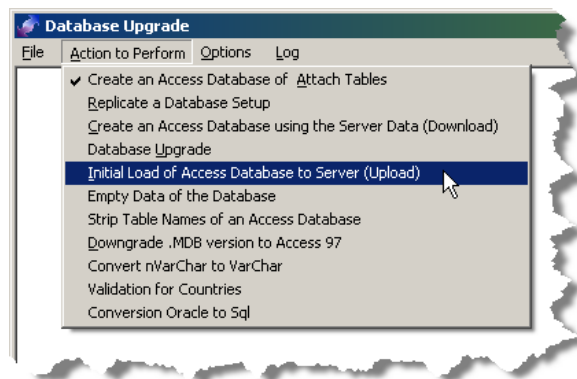 Database Upgrade
File Action to Perform Options Log
Create an Access Database of Attach Tables
Replicate a Database Setup
Create an Access Database using the Server Data (Download)
Database Upgrade
Initial Load of Access Database to Server (Upload)
Empty Data of the Database
Strip Table Names of an Access Database
Downgrade .MDB version to Access 97
Convert nVarChar to VarChar
Validation for Countries
Conversion Oracle to Sql